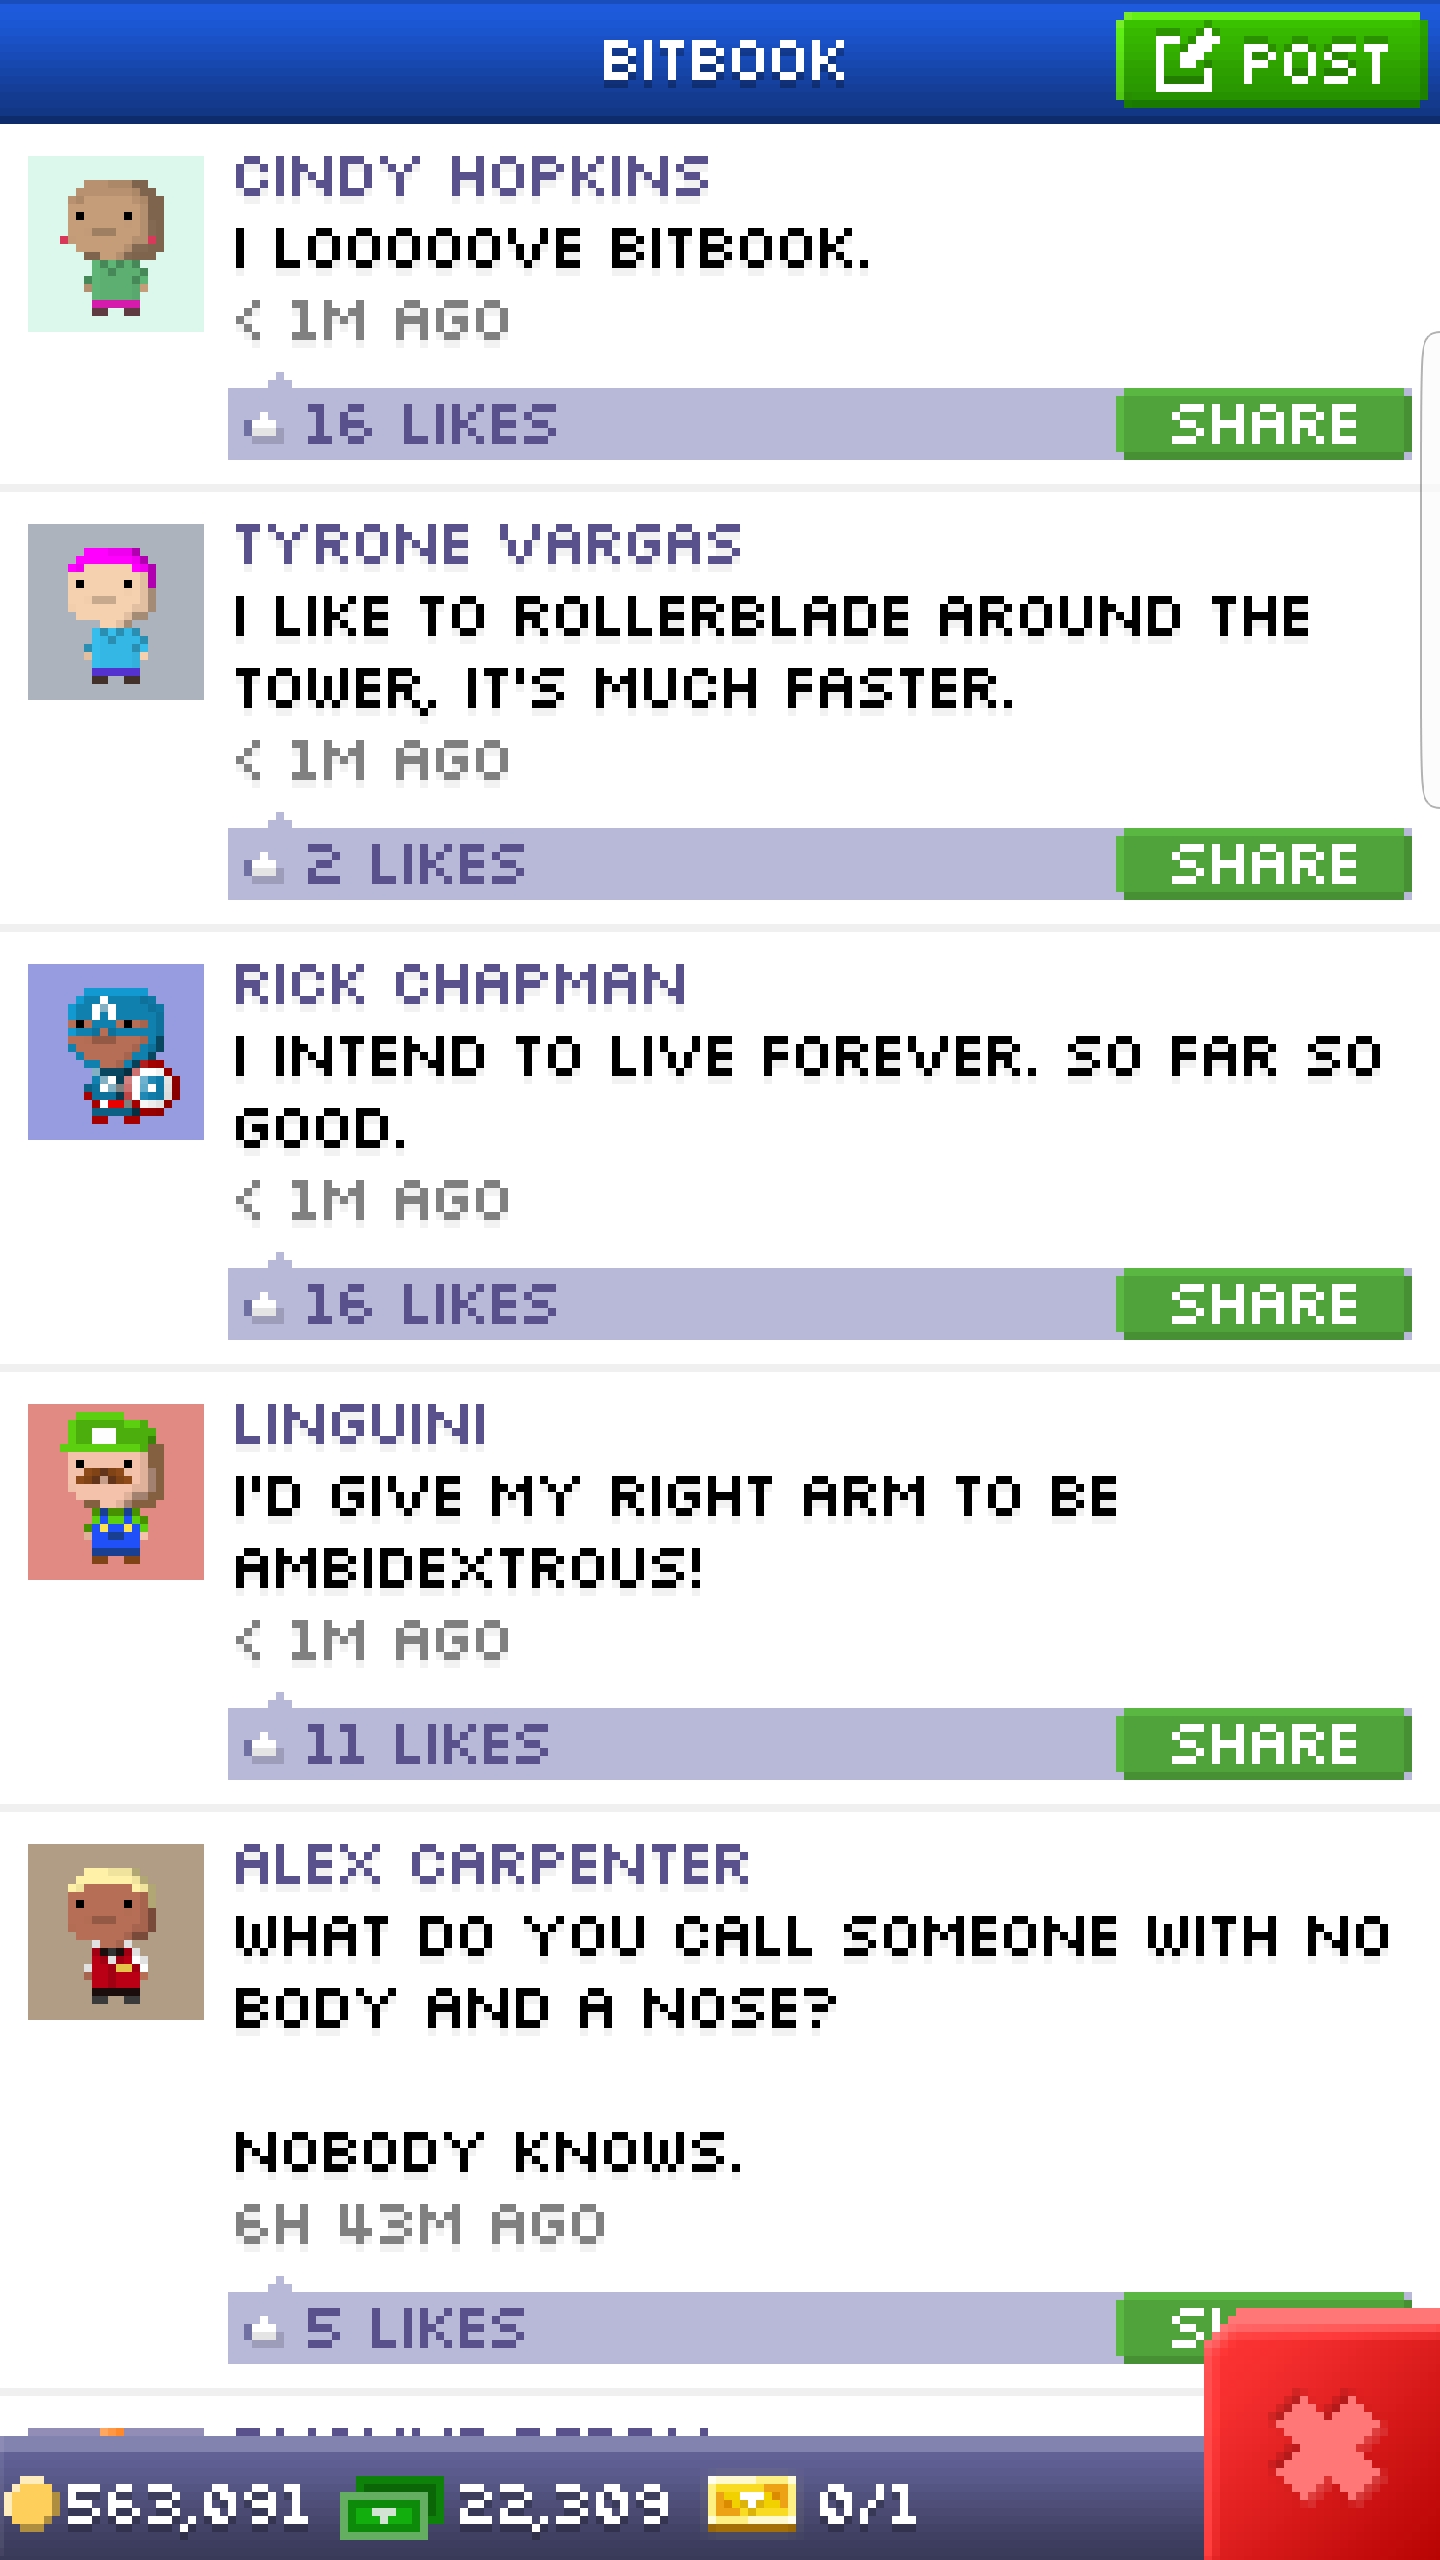 BITBOOK
POST
CINDY HOPKINS
I LOOOOOVE BITBOOK.
< 1M AGO
16 LIKES
SHARE
TYRONE VARGAS
I LIKE TO ROLLERBLADE AROUND THE
TOWER, IT'S MUCH FASTER.
< 1M AGO
2 LIKES
SHARE
RICK CHAPMAN
I INTEND TO LIVE FOREVER. SO FAR SO
GOOD.
< 1M AGO
16 LIKES
SHARE
LINGUINI
I'D GIVE MY RIGHT ARM TO BE
AMBIDEXTROUS!
< 1M AGO
11 LIKES
SHARE
ALEX CARPENTER
WHAT DO YOU CALL SOMEONE WITH NO
BODY AND A NOSE?
NOBODY KNOWS.
6H 43M AGO
5 LIKES
563,091
22,309
0/1